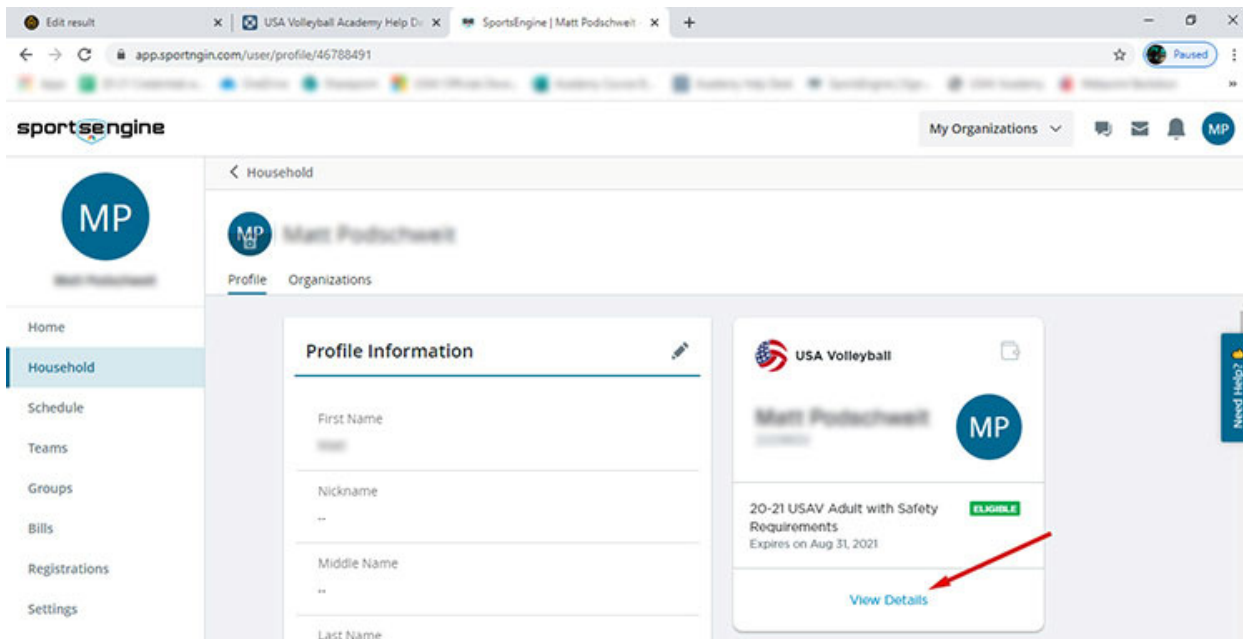 Edit result
USA Volleyball Academy Help De
SportsEngine | Matt Podschweit -
app.sportngin.com/user/profile/46788491
Paused
sportsengine
My Organizations
MP
MP
Household
MP
Profile Organizations
Home
Household
Schedule
Teams
Groups
Bills
Registrations
Settings
Profile Information
First Name
Nickname
--
Middle Name
--
Last Name
USA Volleyball
MP
20-21 USAV Adult with Safety
Requirements
ELIGIBLE
Expires on Aug 31, 2021
View Details
Need Help?